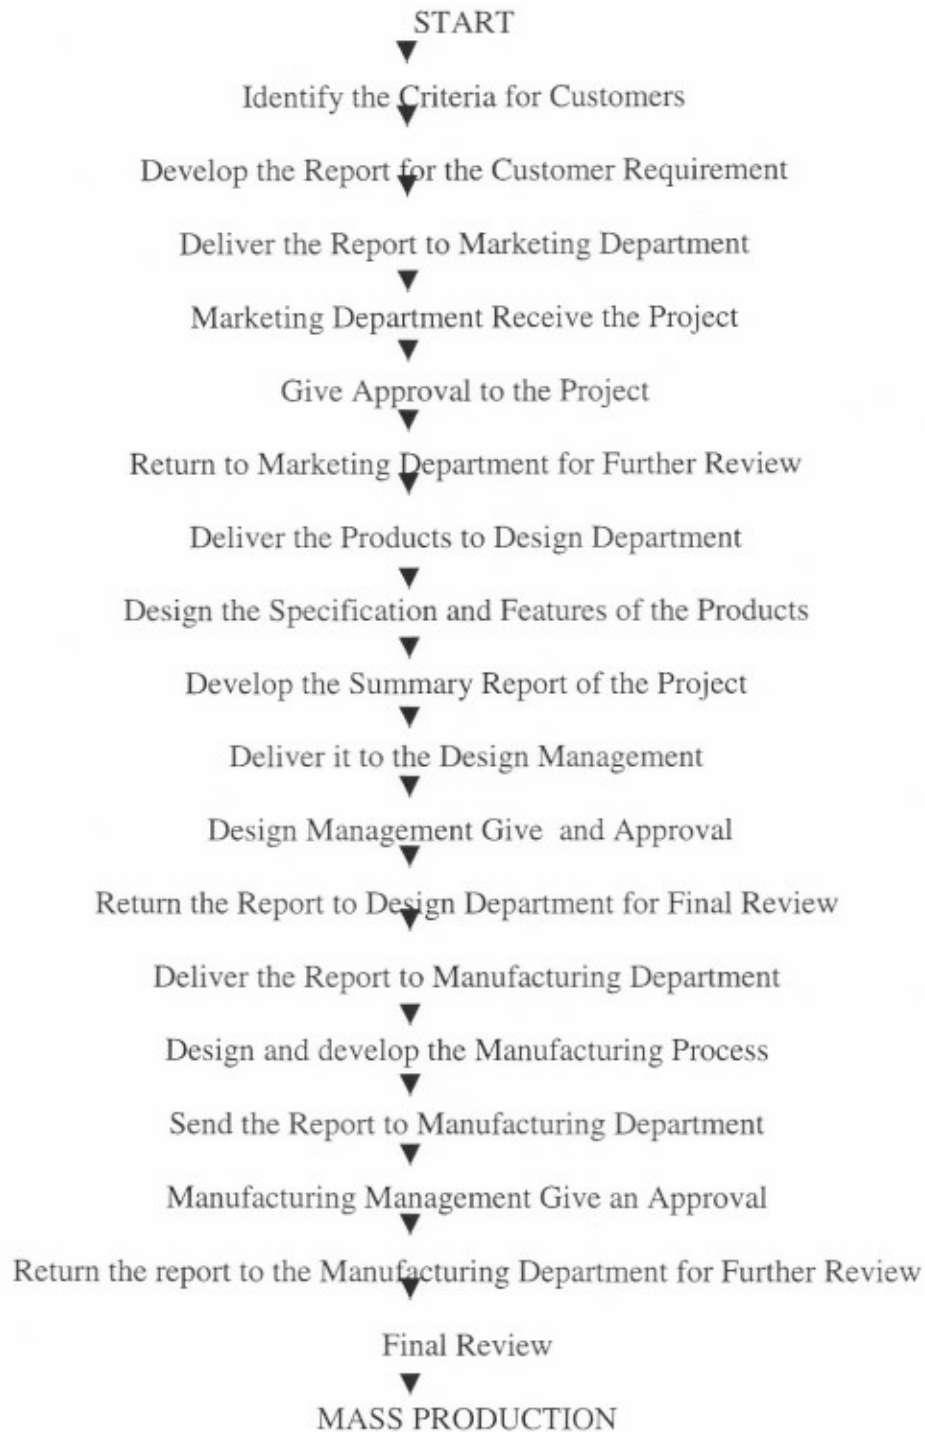 START
Identify the Criteria for Customers
Develop the Report for the Customer Requirement
Deliver the Report to Marketing Department
Marketing Department Receive the Project
Give Approval to the Project
Return to Marketing Department for Further Review
Deliver the Products to Design Department
Design the Specification and Features of the Products
Develop the Summary Report of the Project
Deliver it to the Design Management
Design Management Give and Approval
Return the Report to Design Department for Final Review
Deliver the Report to Manufacturing Department
Design and develop the Manufacturing Process
Send the Report to Manufacturing Department
Manufacturing Management Give an Approval
Return the report to the Manufacturing Department for Further Review
Final Review
MASS PRODUCTION